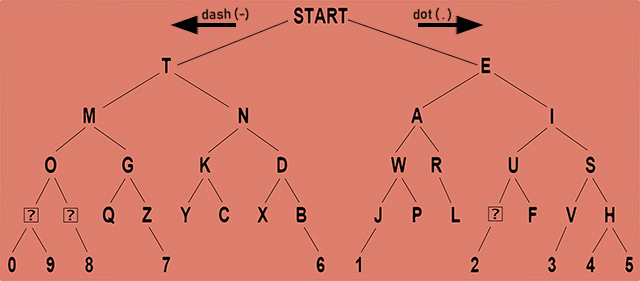 dash (-) START dot (.)
T E
M N A I
O G K D W R U S
? ? Q Z Y C X B J P L ? F V H
0 9 8 7 6 1 2 3 4 5